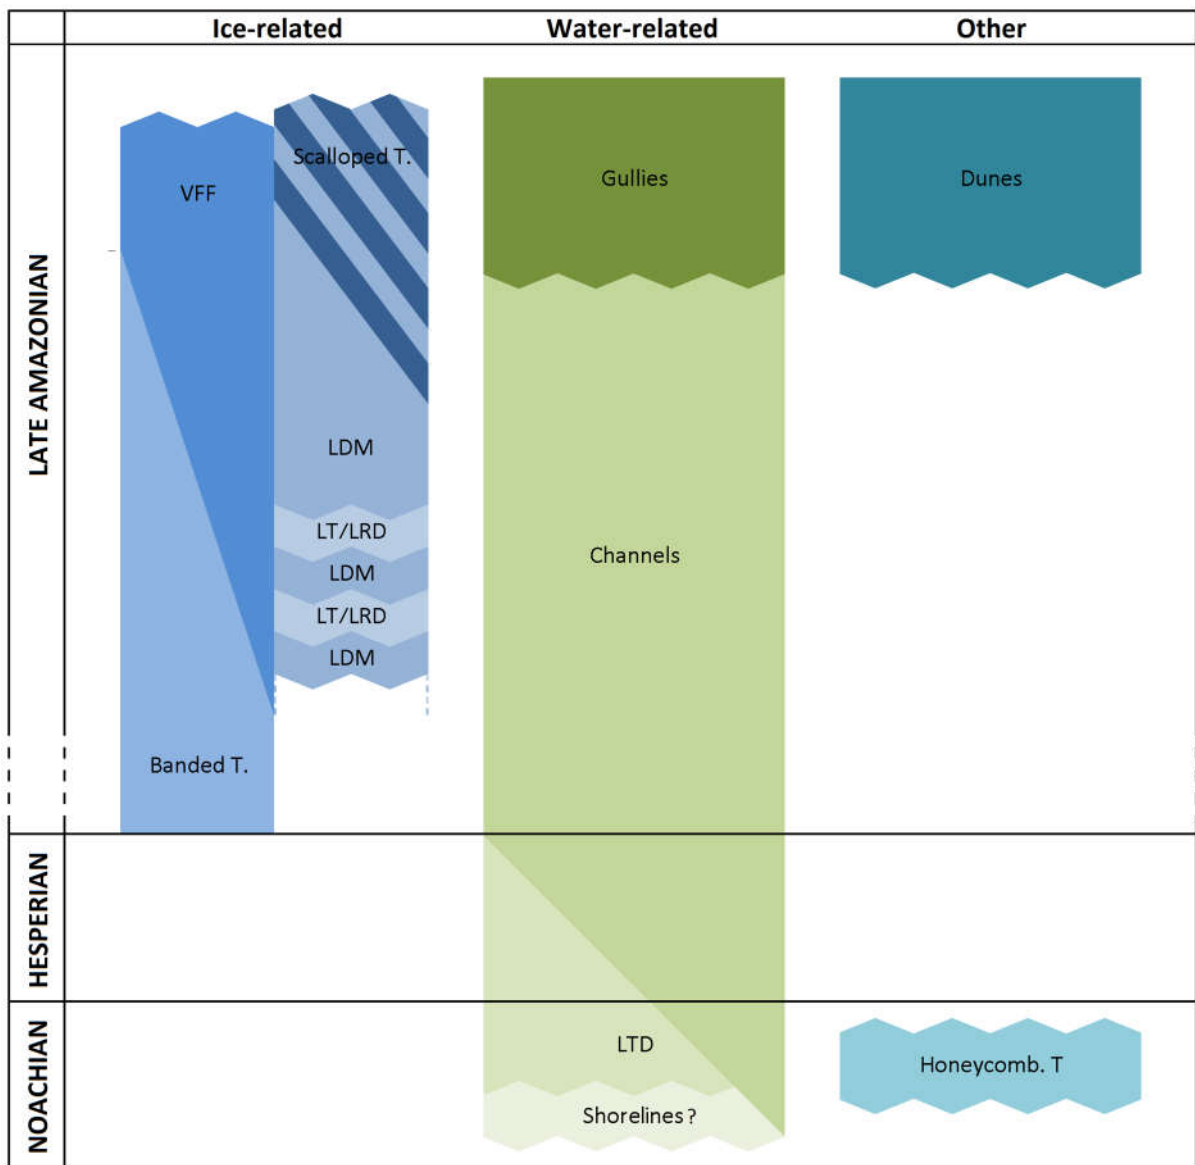 Ice-related
Water-related
Other
LATE AMAZONIAN
VFF
Scalloped T.
LDM
LT/LRD
LDM
LT/LRD
LDM
Banded T.
Gullies
Channels
Dunes
HESPERIAN
NOACHIAN
LTD
Shorelines ?
Honeycomb. T